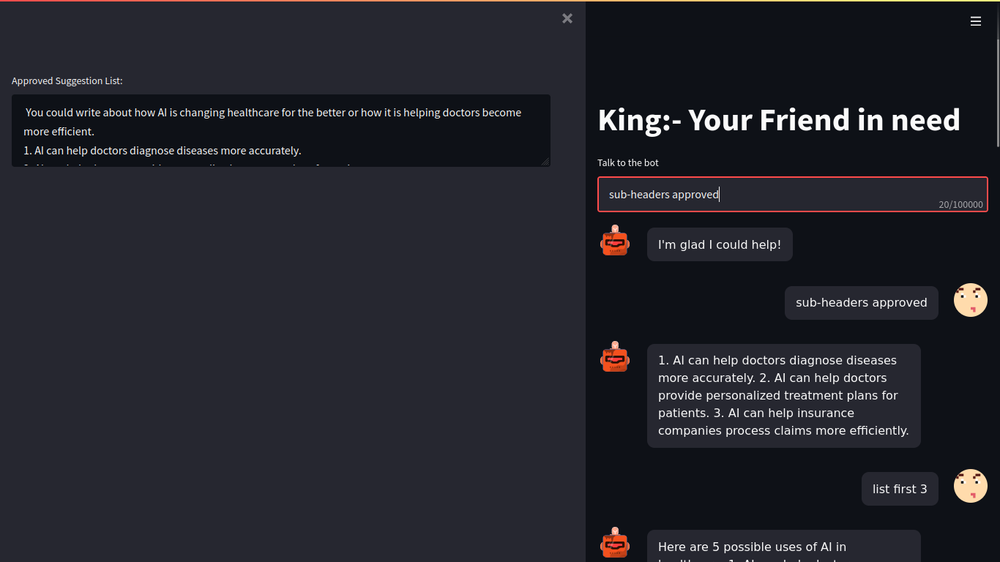 Approved Suggestion List:
You could write about how AI is changing healthcare for the better or how it is helping doctors become
more efficient.
1. AI can help doctors diagnose diseases more accurately.
King:- Your Friend in need
Talk to the bot
sub-headers approved
20/100000
I'm glad I could help!
sub-headers approved
1. AI can help doctors diagnose diseases
more accurately. 2. AI can help doctors
provide personalized treatment plans for
patients. 3. AI can help insurance
companies process claims more efficiently.
list first 3
Here are 5 possible uses of AI in